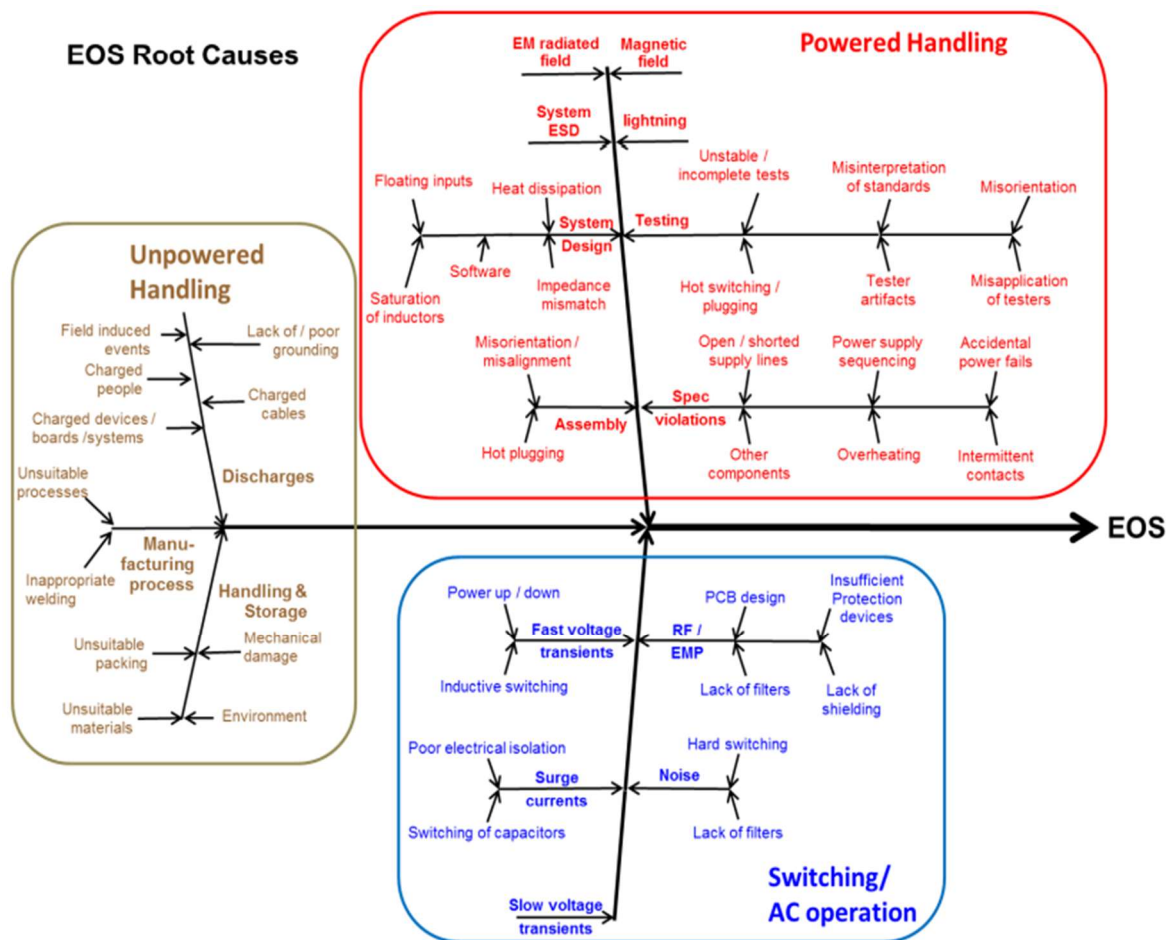 EOS Root Causes
Powered Handling
EM radiated
field
Magnetic
field
System
ESD
lightning
Floating inputs
Heat dissipation
Unstable /
incomplete tests
Misinterpretation
of standards
Misorientation
System
Design
Testing
Software
Saturation
of inductors
Impedance
mismatch
Hot switching /
plugging
Tester
artifacts
Misapplication
of testers
Misorientation /
misalignment
Open / shorted
supply lines
Power supply
sequencing
Accidental
power fails
Assembly
Spec
violations
Hot plugging
Other
components
Overheating
Intermittent
contacts
Unpowered
Handling
Field induced
events
Lack of / poor
grounding
Charged
people
Charged
cables
Charged devices /
boards /systems
Discharges
Unsuitable
processes
Manu-
facturing
process
Inappropriate
welding
Handling &
Storage
Unsuitable
packing
Mechanical
damage
Unsuitable
materials
Environment
EOS
Power up / down
PCB design
Insufficient
Protection
devices
Fast voltage
transients
RF /
EMP
Inductive switching
Lack of filters
Lack of
shielding
Poor electrical isolation
Hard switching
Surge
currents
Noise
Switching of capacitors
Lack of filters
Slow voltage
transients
Switching/
AC operation